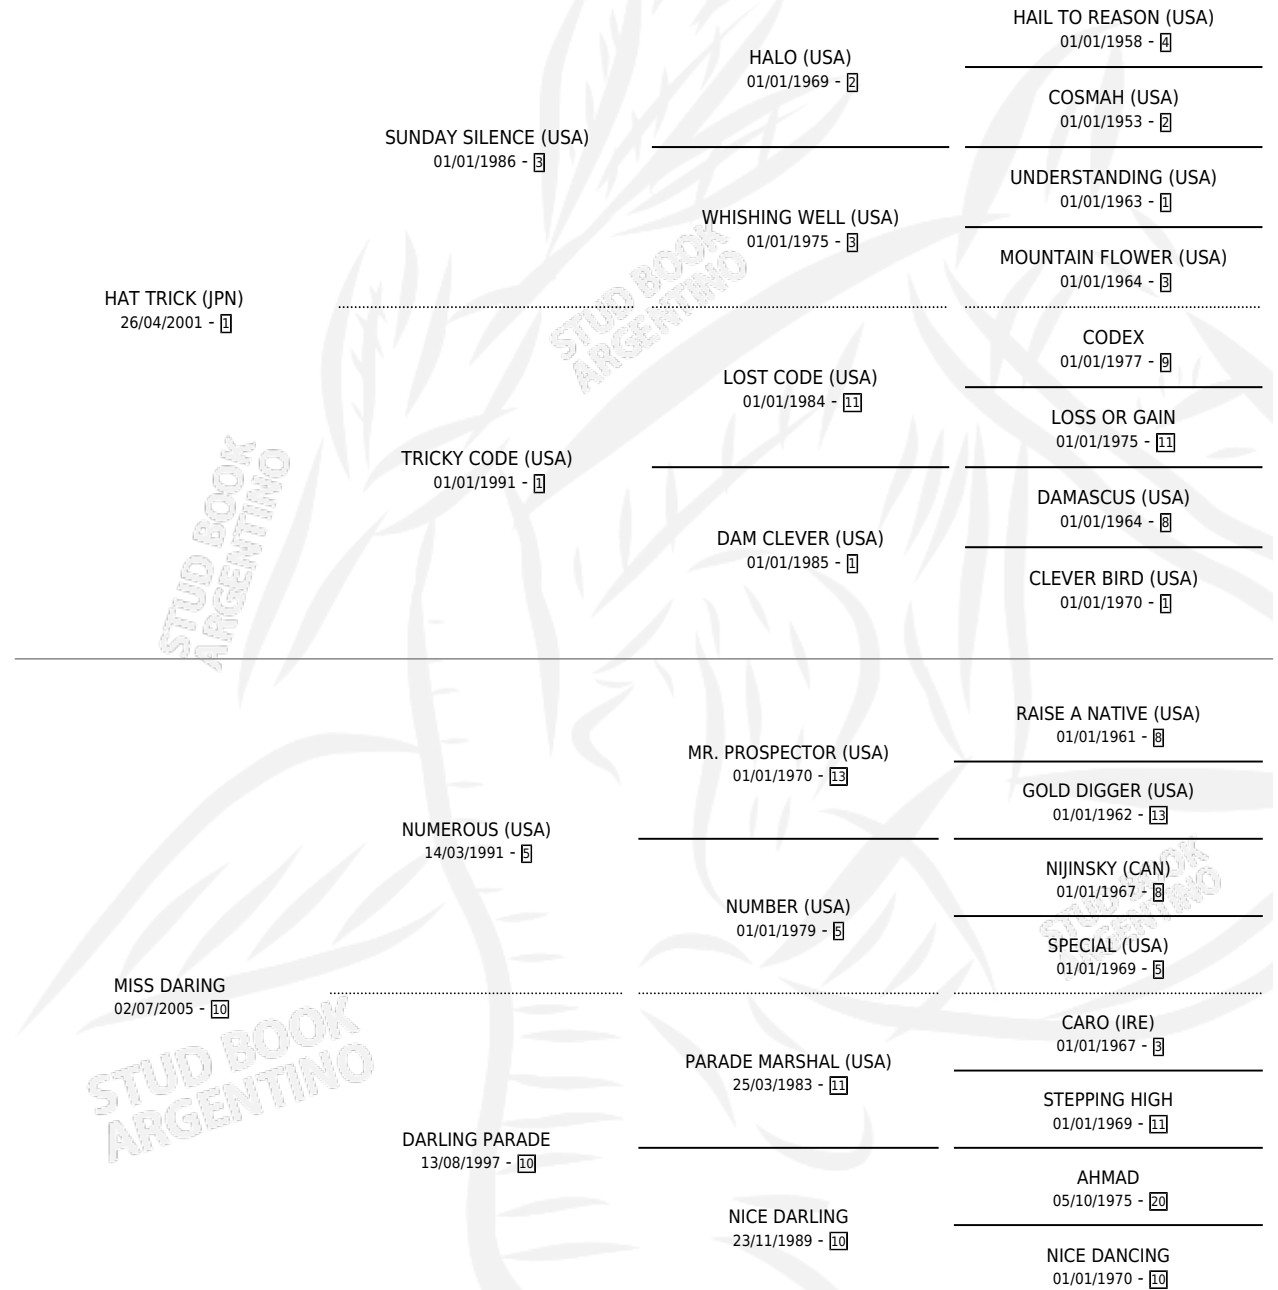 HAIL TO REASON (USA)
01/01/1958 - 4
HALO (USA)
01/01/1969 - 2
COSMAH (USA)
01/01/1953 - 2
SUNDAY SILENCE (USA)
01/01/1986 - 3
UNDERSTANDING (USA)
01/01/1963 - 1
WHISHING WELL (USA)
01/01/1975 - 3
MOUNTAIN FLOWER (USA)
01/01/1964 - 3
HAT TRICK (JPN)
26/04/2001 - 1
CODEX
01/01/1977 - 9
LOST CODE (USA)
01/01/1984 - 11
LOSS OR GAIN
01/01/1975 - 11
TRICKY CODE (USA)
01/01/1991 - 1
DAMASCUS (USA)
01/01/1964 - 8
DAM CLEVER (USA)
01/01/1985 - 1
CLEVER BIRD (USA)
01/01/1970 - 1
RAISE A NATIVE (USA)
01/01/1961 - 8
MR. PROSPECTOR (USA)
01/01/1970 - 13
GOLD DIGGER (USA)
01/01/1962 - 13
NUMEROUS (USA)
14/03/1991 - 5
NIJINSKY (CAN)
01/01/1967 - 8
NUMBER (USA)
01/01/1979 - 5
SPECIAL (USA)
01/01/1969 - 5
MISS DARING
02/07/2005 - 10
CARO (IRE)
01/01/1967 - 3
PARADE MARSHAL (USA)
25/03/1983 - 11
STEPPING HIGH
01/01/1969 - 11
DARLING PARADE
13/08/1997 - 10
AHMAD
05/10/1975 - 20
NICE DARLING
23/11/1989 - 10
NICE DANCING
01/01/1970 - 10
STUD BOOK
ARGENTINO
STUD BOOK
ARGENTINO
STUD BOOK
ARGENTINO
STUD BOOK
ARGENTINO